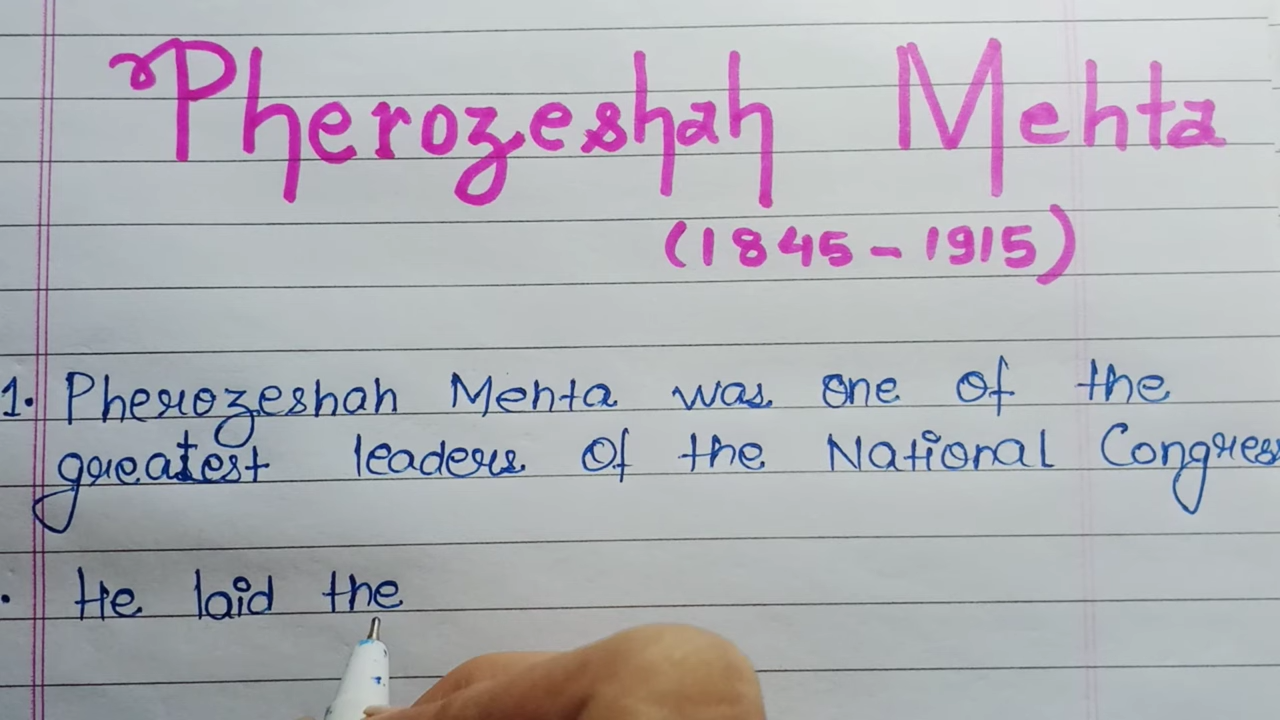 Pherozeshah Mehta
(1845-1915)
1. Pherozeshah Mehta was one of the
greatest leaders of the National Congres
. He laid the